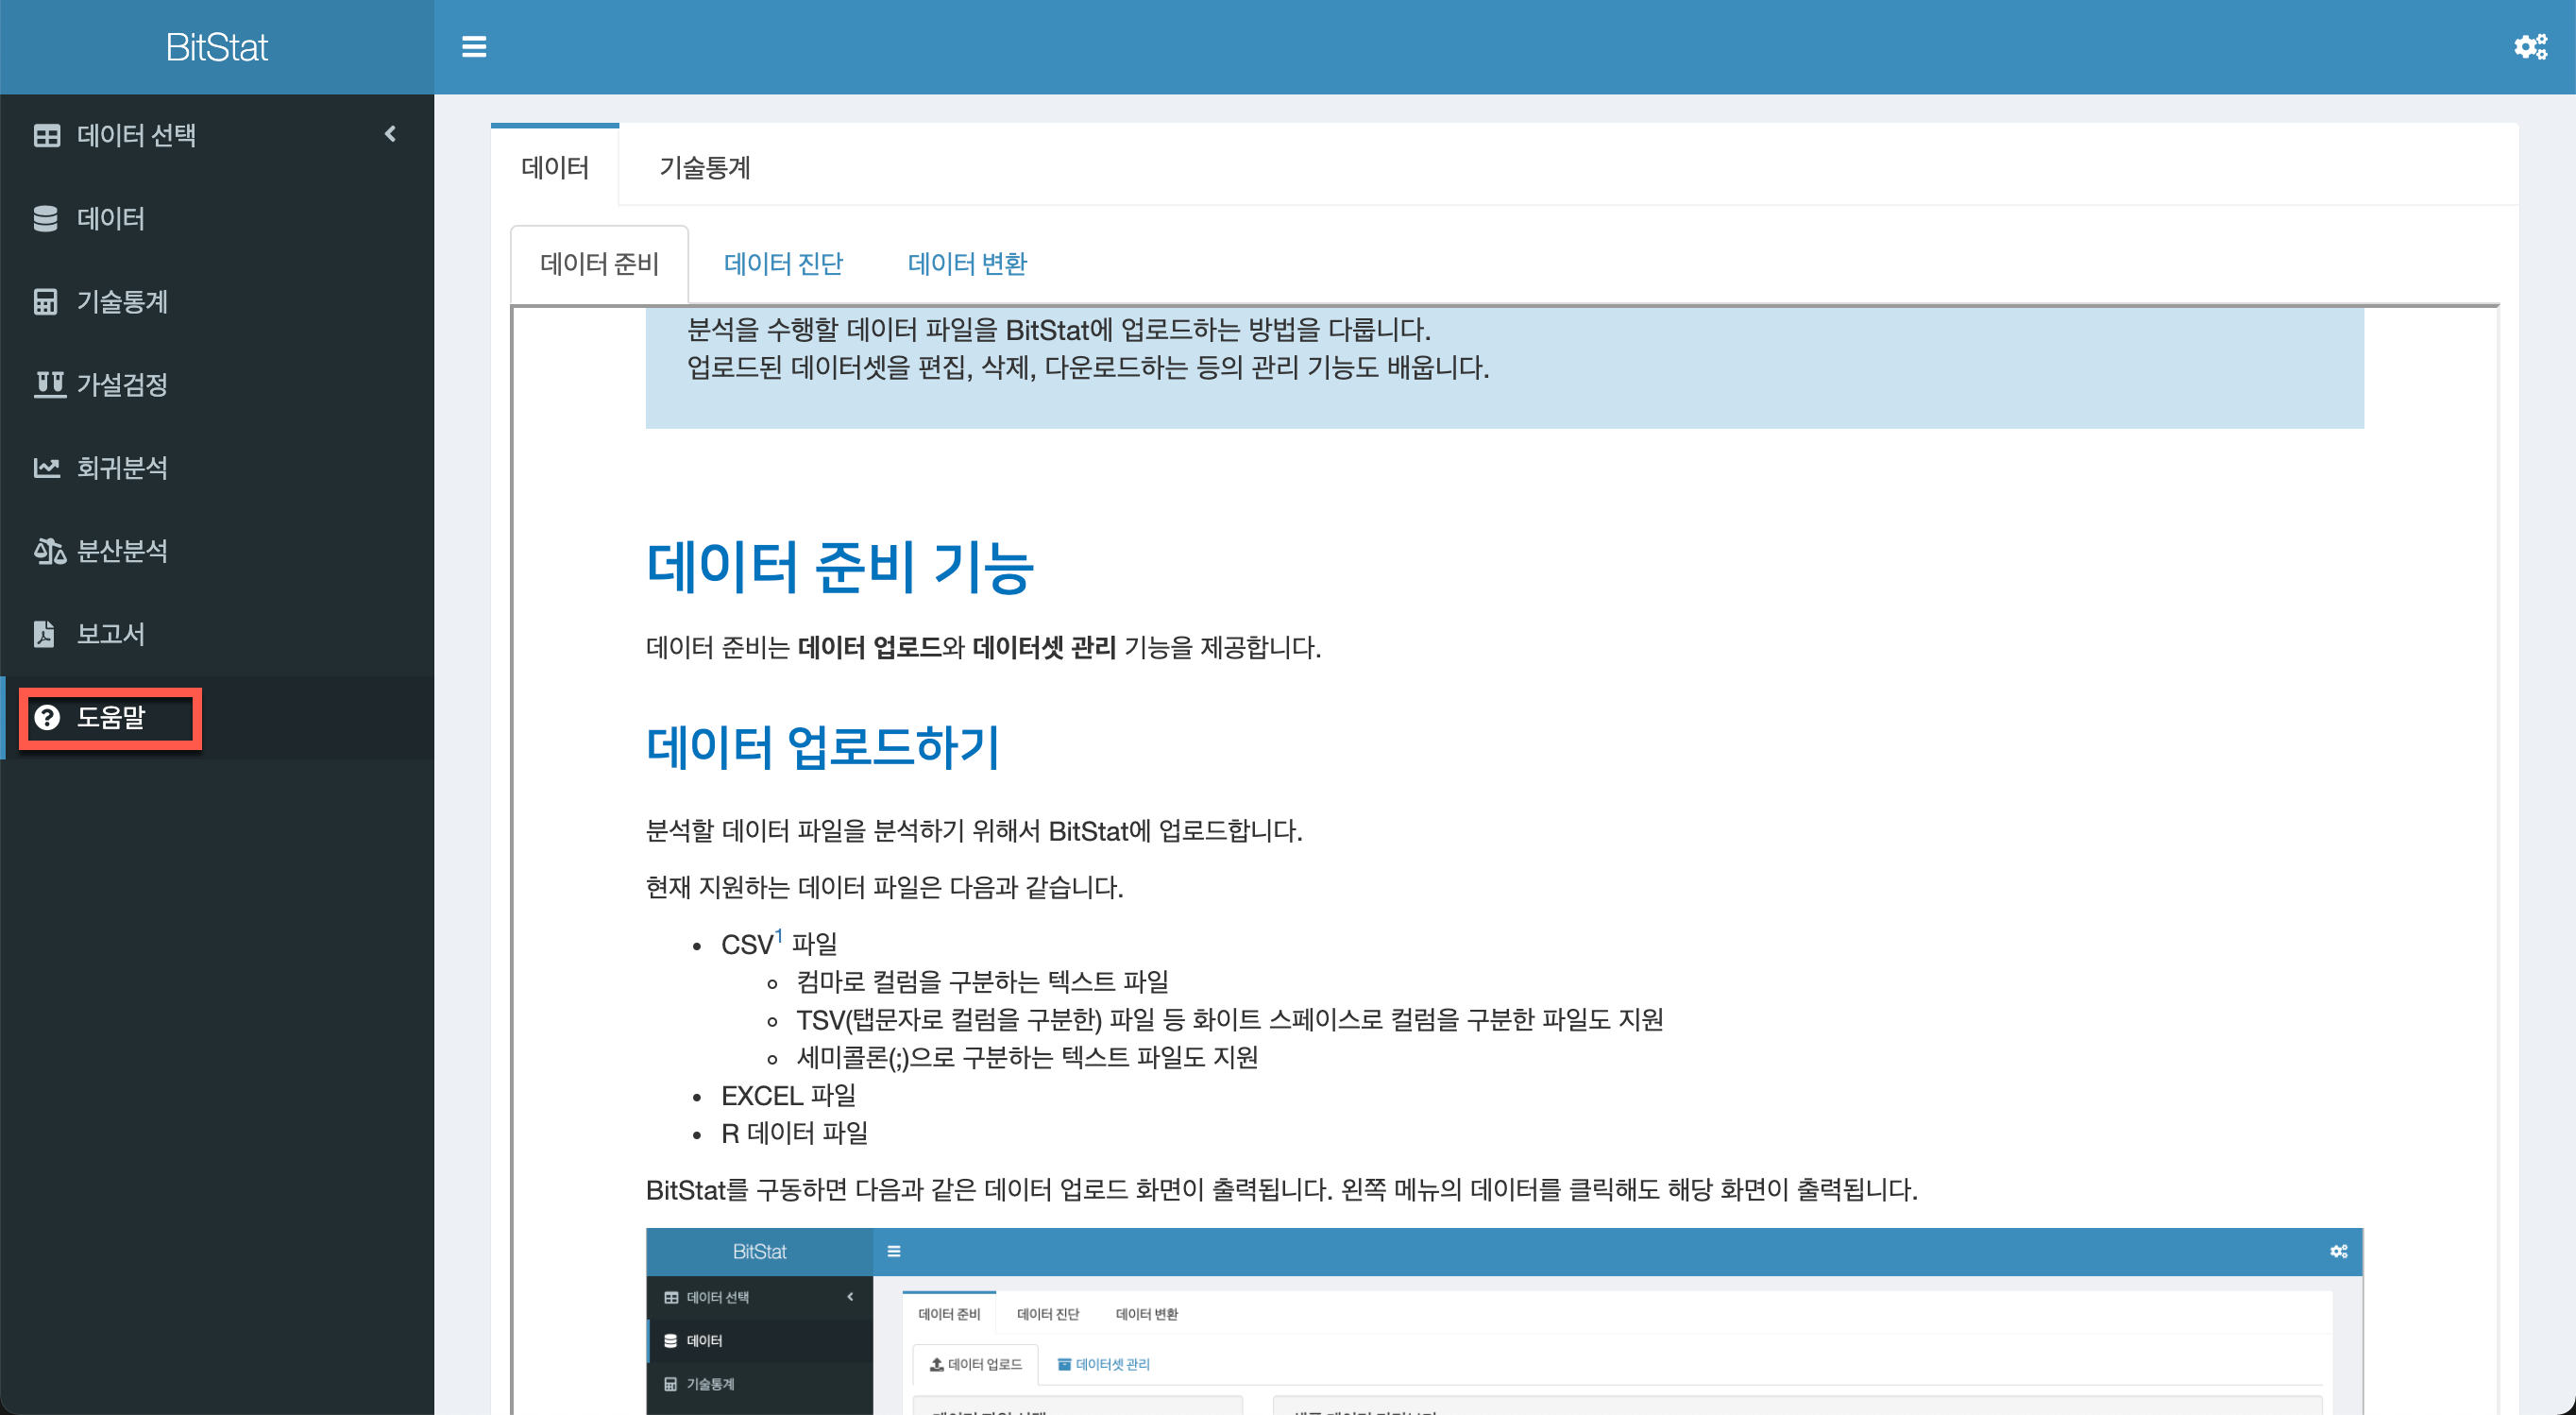 BitStat
데이터 선택
데이터
기술통계
가설검정
회귀분석
분산분석
보고서
도움말
데이터 기술통계
데이터 준비 데이터 진단 데이터 변환
분석을 수행할 데이터 파일을 BitStat에 업로드하는 방법을 다룹니다.
업로드된 데이터셋을 편집, 삭제, 다운로드하는 등의 관리 기능도 배웁니다.
데이터 준비 기능
데이터 준비는 데이터 업로드와 데이터셋 관리 기능을 제공합니다.
데이터 업로드하기
분석할 데이터 파일을 분석하기 위해서 BitStat에 업로드합니다.
현재 지원하는 데이터 파일은 다음과 같습니다.
• CSV1 파일
◦ 컴마로 컬럼을 구분하는 텍스트 파일
◦ TSV(탭문자로 컬럼을 구분한) 파일 등 화이트 스페이스로 컬럼을 구분한 파일도 지원
◦ 세미콜론(;)으로 구분하는 텍스트 파일도 지원
• EXCEL 파일
• R 데이터 파일
BitStat를 구동하면 다음과 같은 데이터 업로드 화면이 출력됩니다. 왼쪽 메뉴의 데이터를 클릭해도 해당 화면이 출력됩니다.
BitStat
데이터 선택
데이터
기술통계
데이터 준비 데이터 진단 데이터 변환
데이터 업로드 데이터셋 관리